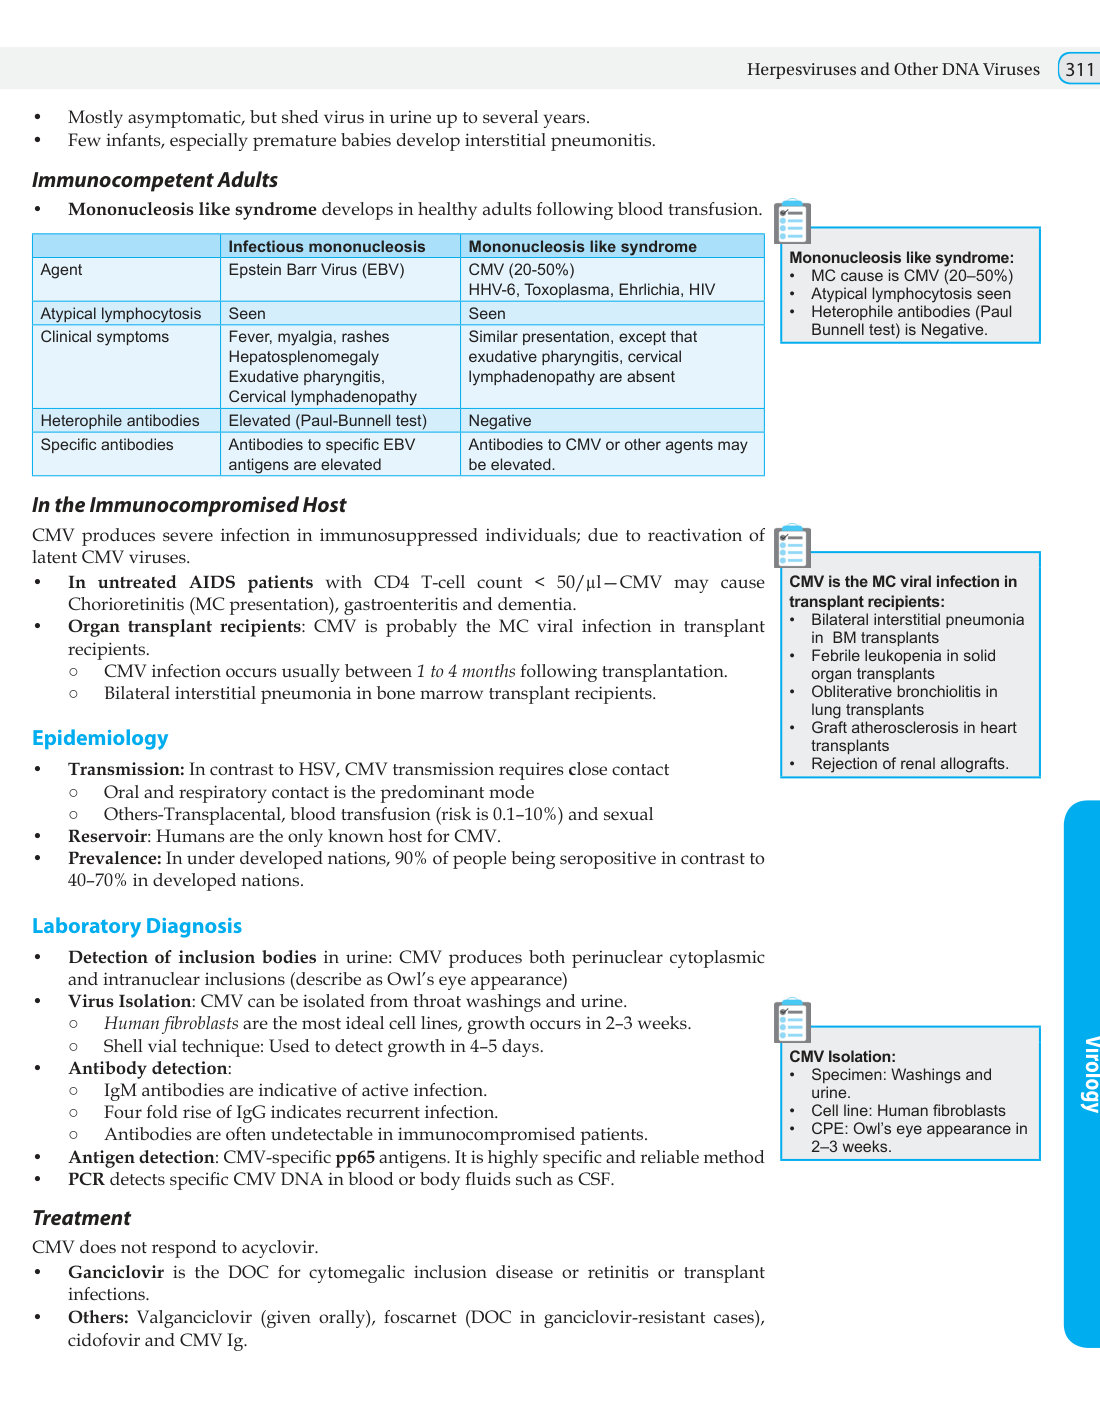 Herpesviruses and Other DNA Viruses 311
• Mostly asymptomatic, but shed virus in urine up to several years.
• Few infants, especially premature babies develop interstitial pneumonitis.
Immunocompetent Adults
• Mononucleosis like syndrome develops in healthy adults following blood transfusion.
Infectious mononucleosis Mononucleosis like syndrome
Agent Epstein Barr Virus (EBV) CMV (20-50%)
HHV-6, Toxoplasma, Ehrlichia, HIV
Atypical lymphocytosis Seen Seen
Clinical symptoms Fever, myalgia, rashes Similar presentation, except that
Hepatosplenomegaly exudative pharyngitis, cervical
Exudative pharyngitis, lymphadenopathy are absent
Cervical lymphadenopathy
Heterophile antibodies Elevated (Paul-Bunnell test) Negative
Specific antibodies Antibodies to specific EBV Antibodies to CMV or other agents may
antigens are elevated be elevated.
Mononucleosis like syndrome:
• MC cause is CMV (20–50%)
• Atypical lymphocytosis seen
• Heterophile antibodies (Paul
Bunnell test) is Negative.
In the Immunocompromised Host
CMV produces severe infection in immunosuppressed individuals; due to reactivation of
latent CMV viruses.
• In untreated AIDS patients with CD4 T-cell count < 50/µl—CMV may cause
Chorioretinitis (MC presentation), gastroenteritis and dementia.
• Organ transplant recipients: CMV is probably the MC viral infection in transplant
recipients.
○ CMV infection occurs usually between 1 to 4 months following transplantation.
○ Bilateral interstitial pneumonia in bone marrow transplant recipients.
CMV is the MC viral infection in
transplant recipients:
• Bilateral interstitial pneumonia
in BM transplants
• Febrile leukopenia in solid
organ transplants
• Obliterative bronchiolitis in
lung transplants
• Graft atherosclerosis in heart
transplants
• Rejection of renal allografts.
Epidemiology
• Transmission: In contrast to HSV, CMV transmission requires close contact
○ Oral and respiratory contact is the predominant mode
○ Others-Transplacental, blood transfusion (risk is 0.1–10%) and sexual
• Reservoir: Humans are the only known host for CMV.
• Prevalence: In under developed nations, 90% of people being seropositive in contrast to
40–70% in developed nations.
Laboratory Diagnosis
• Detection of inclusion bodies in urine: CMV produces both perinuclear cytoplasmic
and intranuclear inclusions (describe as Owl's eye appearance)
• Virus Isolation: CMV can be isolated from throat washings and urine.
○ Human fibroblasts are the most ideal cell lines, growth occurs in 2–3 weeks.
○ Shell vial technique: Used to detect growth in 4–5 days.
• Antibody detection:
○ IgM antibodies are indicative of active infection.
○ Four fold rise of IgG indicates recurrent infection.
○ Antibodies are often undetectable in immunocompromised patients.
• Antigen detection: CMV-specific pp65 antigens. It is highly specific and reliable method
• PCR detects specific CMV DNA in blood or body fluids such as CSF.
CMV Isolation:
• Specimen: Washings and
urine.
• Cell line: Human fibroblasts
• CPE: Owl's eye appearance in
2–3 weeks.
Virology
Treatment
CMV does not respond to acyclovir.
• Ganciclovir is the DOC for cytomegalic inclusion disease or retinitis or transplant
infections.
• Others: Valganciclovir (given orally), foscarnet (DOC in ganciclovir-resistant cases),
cidofovir and CMV Ig.